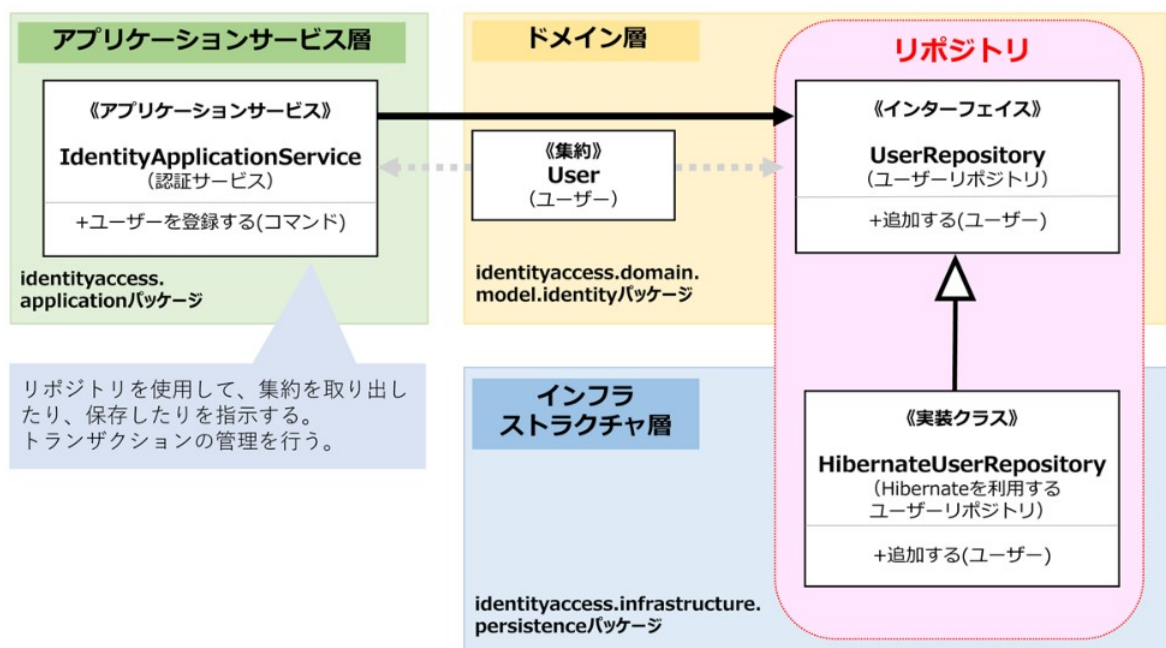 アプリケーションサービス層
《アプリケーションサービス》
IdentityApplicationService
（認証サービス）
+ユーザーを登録する(コマンド)
identityaccess.
applicationパッケージ
リポジトリを使用して、集約を取り出し
たり、保存したりを指示する。
トランザクションの管理を行う。
ドメイン層
《集約》
User
（ユーザー）
identityaccess.domain.
model.identityパッケージ
リポジトリ
《インターフェイス》
UserRepository
（ユーザーリポジトリ）
+追加する(ユーザー)
インフラ
ストラクチャ層
《実装クラス》
HibernateUserRepository
（Hibernateを利用する
ユーザーリポジトリ）
+追加する(ユーザー)
identityaccess.infrastructure.
persistenceパッケージ